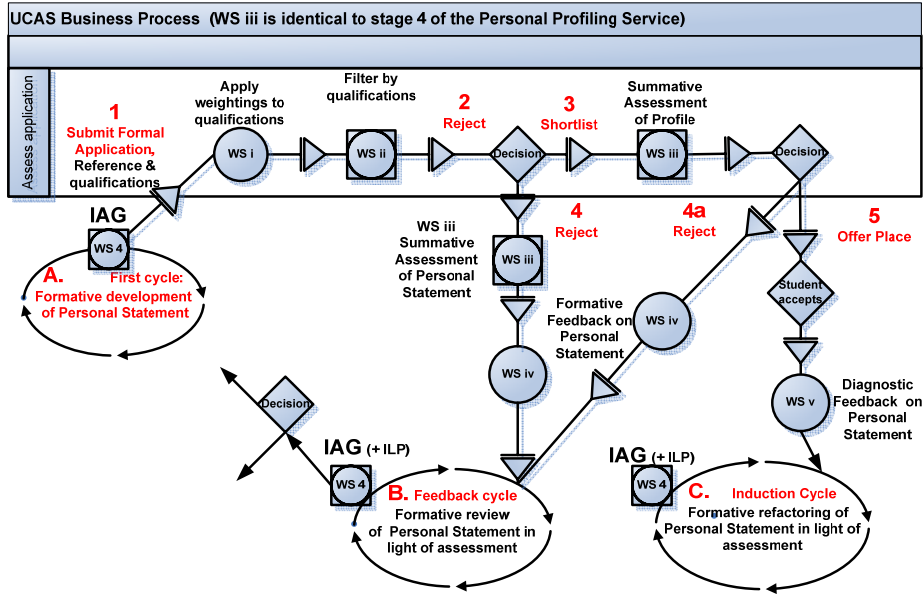 UCAS Business Process (WS iii is identical to stage 4 of the Personal Profiling Service)
Assess application
1
Submit Formal
Application,
Reference &
qualifications
Apply
weightings to
qualifications
WS i
Filter by
qualifications
WS ii
2
Reject
Decision
3
Shortlist
Summative
Assessment
of Profile
WS iii
Decision
IAG
WS 4
A.
First cycle:
Formative development
of Personal Statement
WS iii
Summative
Assessment
of Personal
Statement
WS iii
4
Reject
4a
Reject
5
Offer Place
Student
accepts
Formative
Feedback on
Personal
Statement
WS iv
WS iv
WS v
Diagnostic
Feedback on
Personal
Statement
Decision
IAG (+ ILP)
WS 4
B.
Feedback cycle
Formative review
of Personal Statement in
light of assessment
IAG (+ ILP)
WS 4
C.
Induction Cycle
Formative refactoring of
Personal Statement in light of
assessment